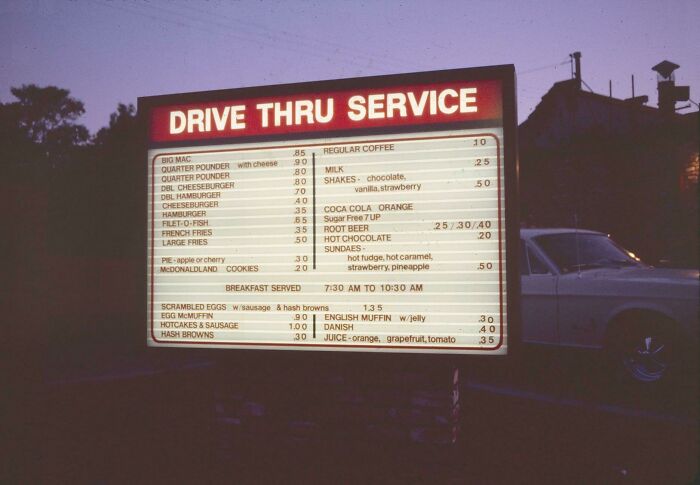 DRIVE THRU SERVICE
BIG MAC .85
QUARTER POUNDER with cheese .90
QUARTER POUNDER .80
DBL CHEESEBURGER .80
DBL HAMBURGER .70
CHEESEBURGER .40
HAMBURGER .35
FILET-O-FISH .65
FRENCH FRIES .35
LARGE FRIES .50
PIE - apple or cherry .30
McDONALDLAND COOKIES .20
REGULAR COFFEE .10
MILK .25
SHAKES - chocolate,
vanilla, strawberry .50
COCA COLA ORANGE
Sugar Free 7 UP
ROOT BEER .25/.30/.40
HOT CHOCOLATE .20
SUNDAES -
hot fudge, hot caramel,
strawberry, pineapple .50
BREAKFAST SERVED 7:30 AM TO 10:30 AM
SCRAMBLED EGGS w/sausage & hash browns 1.35
EGG McMUFFIN .90
HOTCAKES & SAUSAGE 1.00
HASH BROWNS .30
ENGLISH MUFFIN w/jelly .30
DANISH .40
JUICE - orange, grapefruit, tomato .35